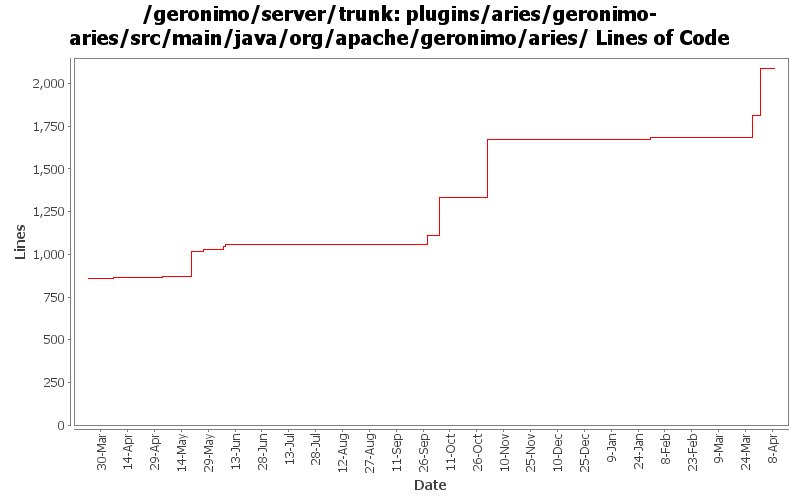 /geronimo/server/trunk: plugins/aries/geronimo-
aries/src/main/java/org/apache/geronimo/aries/ Lines of Code
Lines
2,000
1,750
1,500
1,250
1,000
750
500
250
0
30-Mar
14-Apr
29-Apr
14-May
29-May
13-Jun
28-Jun
13-Jul
28-Jul
12-Aug
27-Aug
11-Sep
26-Sep
11-Oct
26-Oct
10-Nov
25-Nov
10-Dec
25-Dec
9-Jan
24-Jan
8-Feb
23-Feb
9-Mar
24-Mar
8-Apr
Date